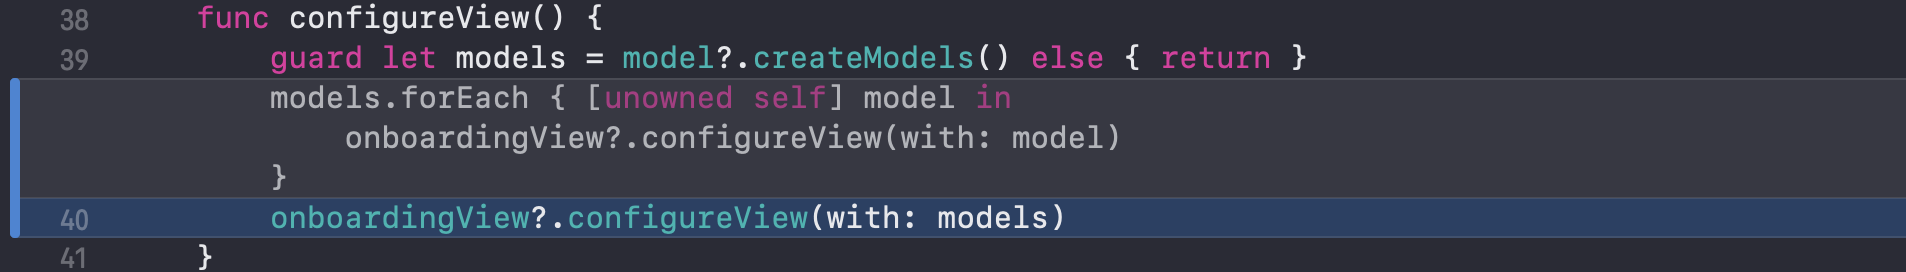 38 func configureView() {
39 guard let models = model?.createModels() else { return }
models.forEach { [unowned self] model in
onboardingView?.configureView(with: model)
}
40 onboardingView?.configureView(with: models)
41 }